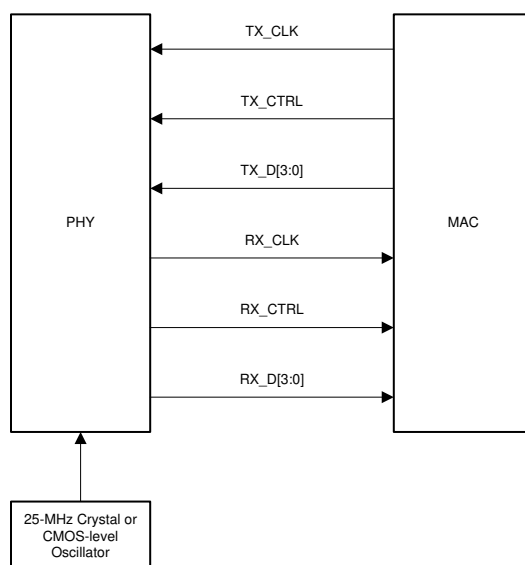 TX_CLK
TX_CTRL
TX_D[3:0]
PHY
MAC
RX_CLK
RX_CTRL
RX_D[3:0]
25-MHz Crystal or
CMOS-level
Oscillator